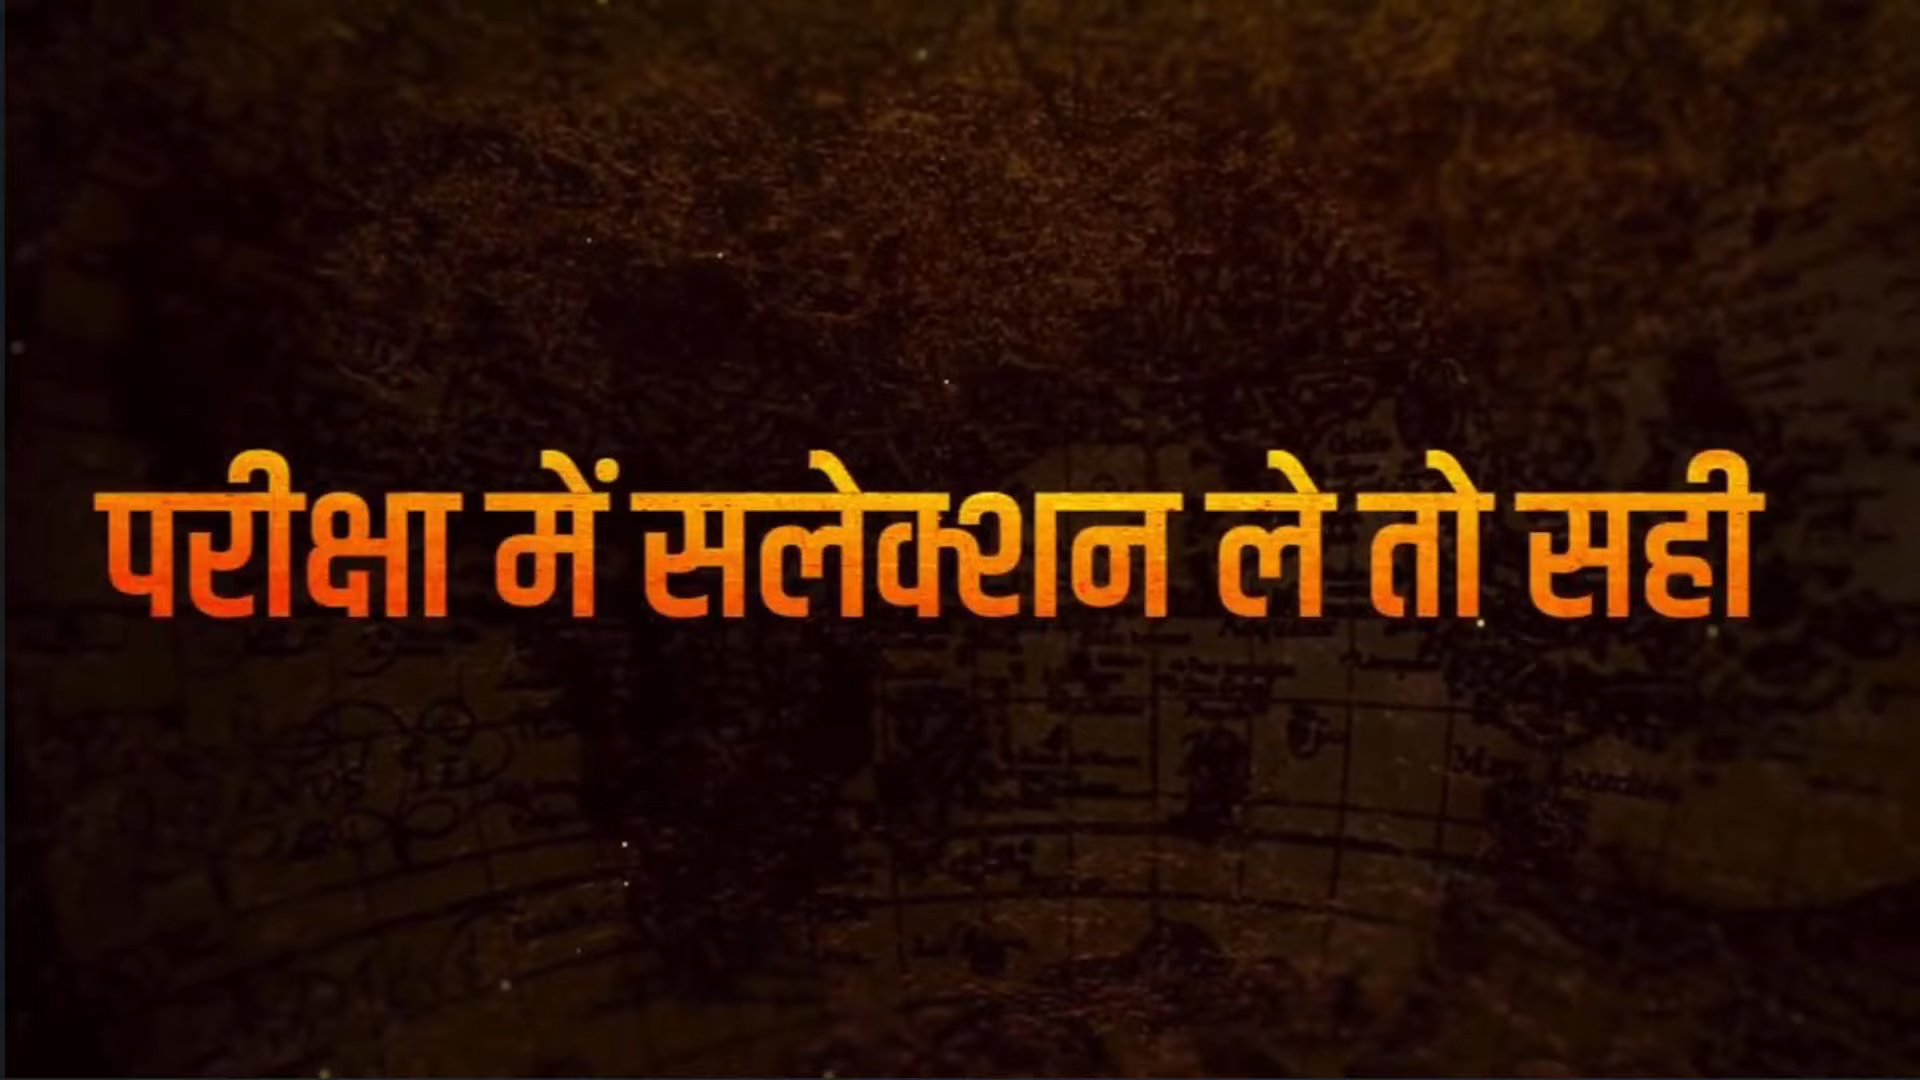 परीक्षा में सलेक्शन ले तो सही